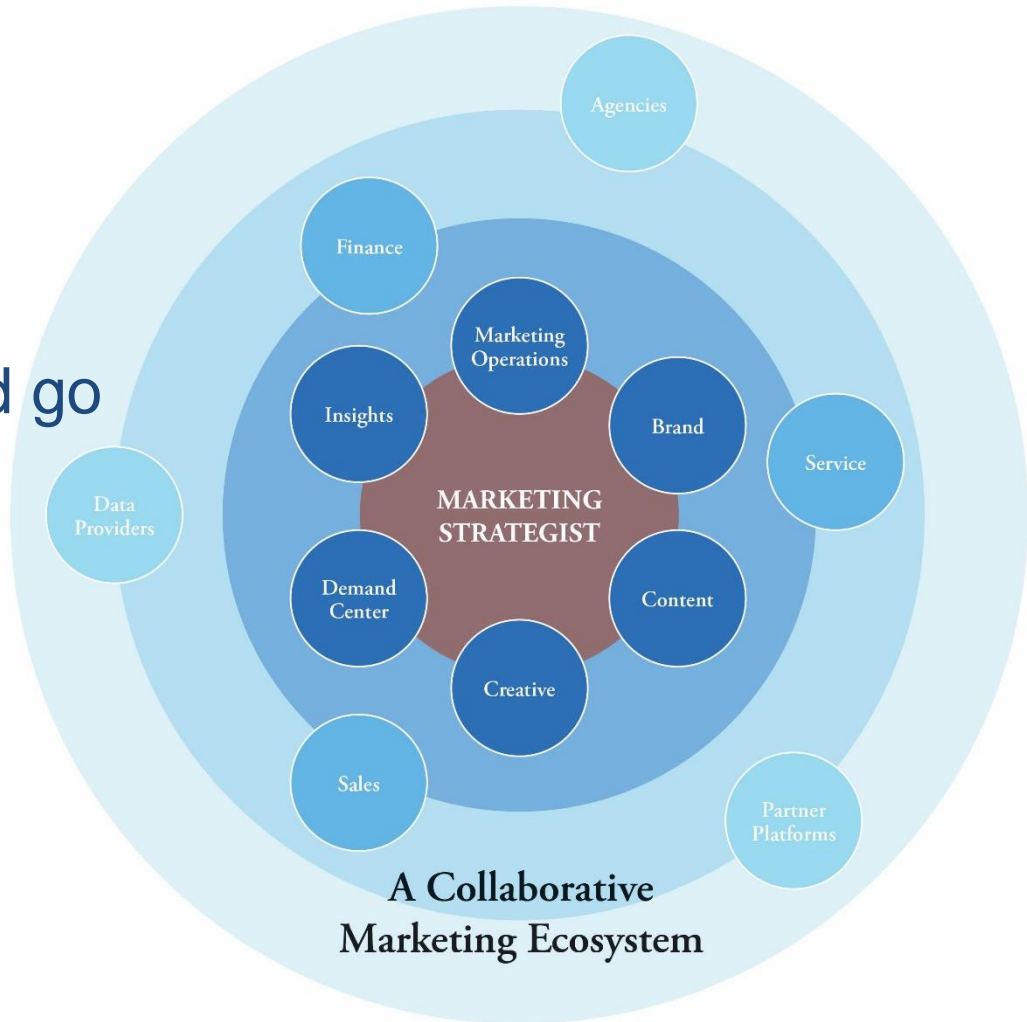 Agencies
Finance
Marketing
Operations
d go
Insights
Brand
Service
Data
Providers
MARKETING
STRATEGIST
Demand
Center
Content
Creative
Sales
Partner
Platforms
A Collaborative
Marketing Ecosystem